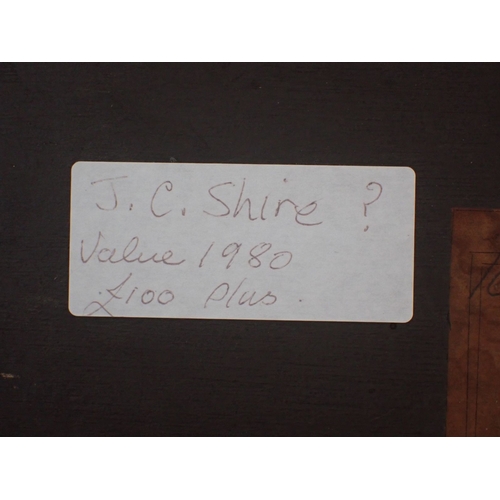 J. C. Shire ?
Value 1980
£100 plus.